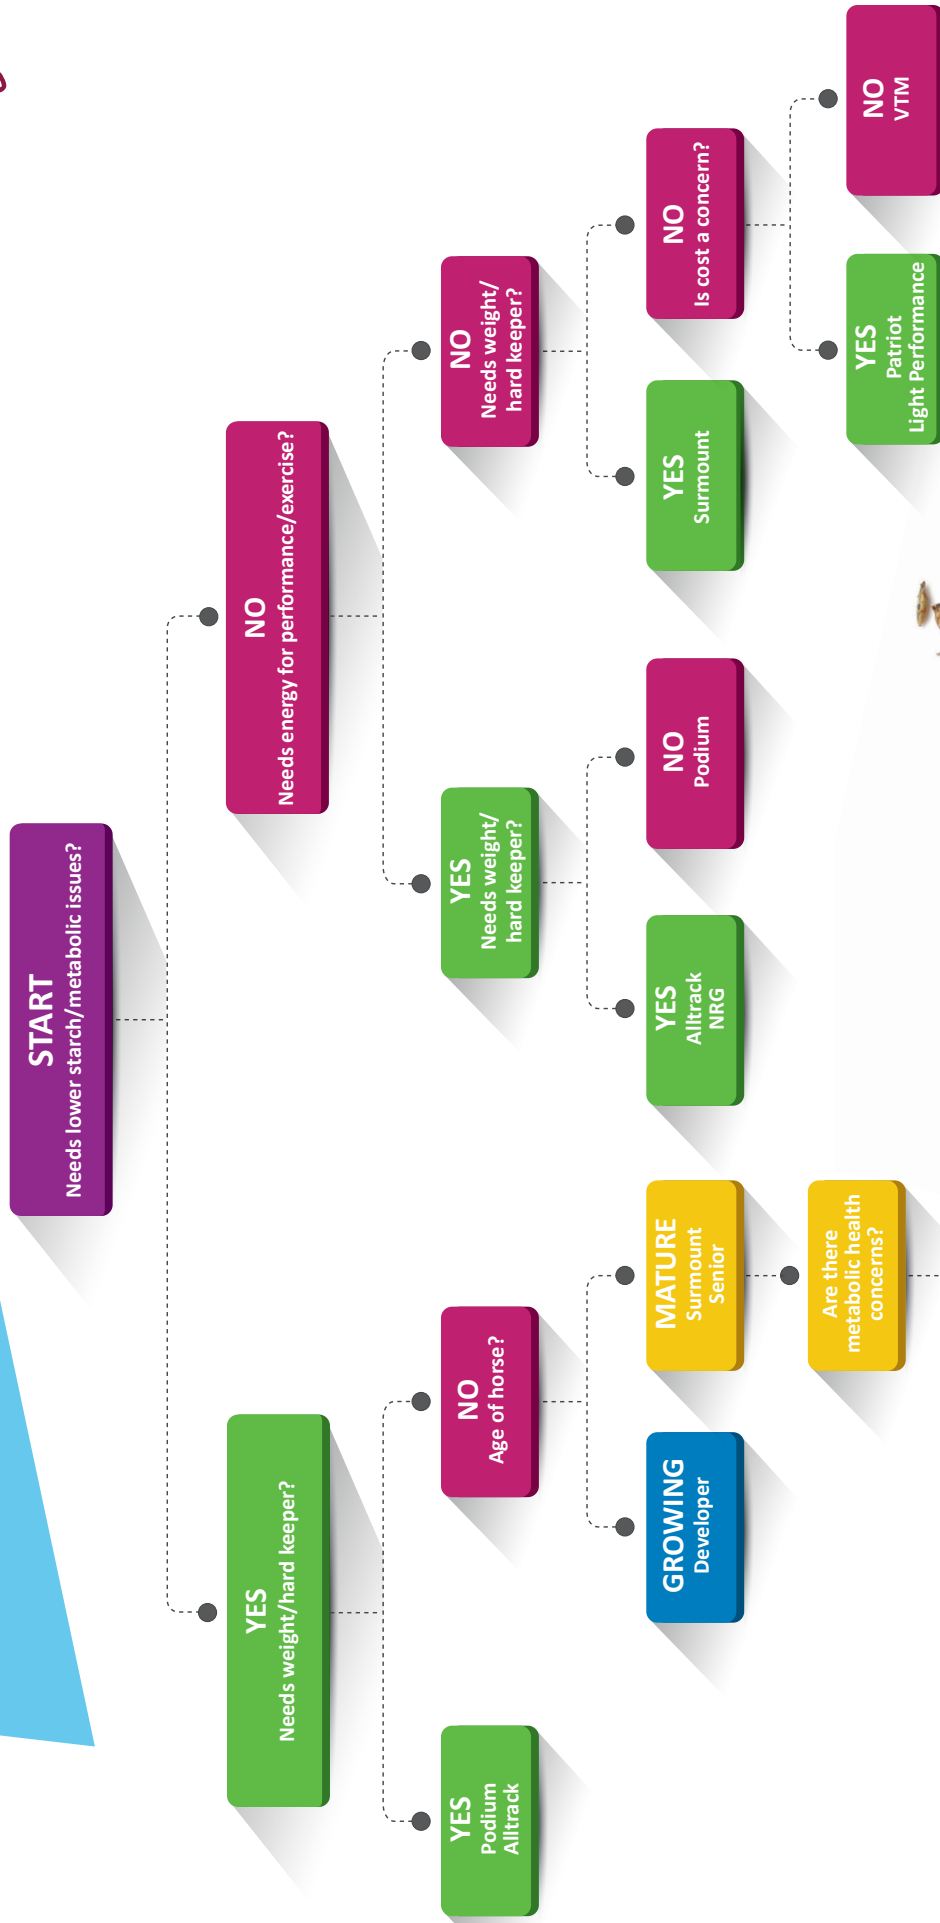 START
Needs lower starch/metabolic issues?
YES
Needs weight/hard keeper?
NO
Needs energy for performance/exercise?
YES
Podium
Alltrack
NO
Age of horse?
YES
Needs weight/
hard keeper?
NO
Needs weight/
hard keeper?
GROWING
Developer
MATURE
Surmount
Senior
YES
Alltrack
NRG
NO
Podium
YES
Surmount
NO
Is cost a concern?
Are there
metabolic health
concerns?
YES
Patriot
Light Performance
NO
VTM